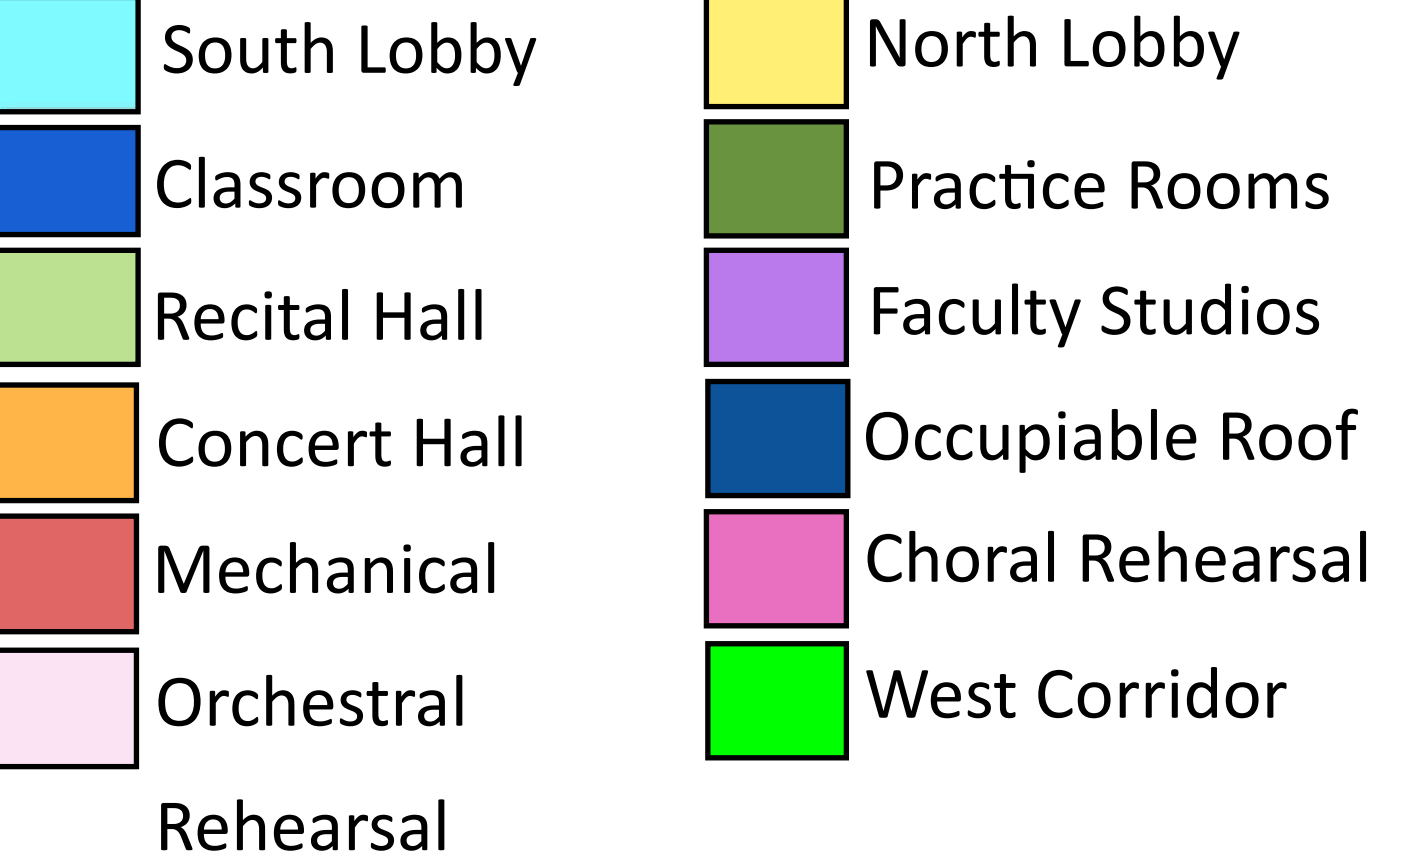 South Lobby
Classroom
Recital Hall
Concert Hall
Mechanical
Orchestral
Rehearsal
North Lobby
Practice Rooms
Faculty Studios
Occupiable Roof
Choral Rehearsal
West Corridor